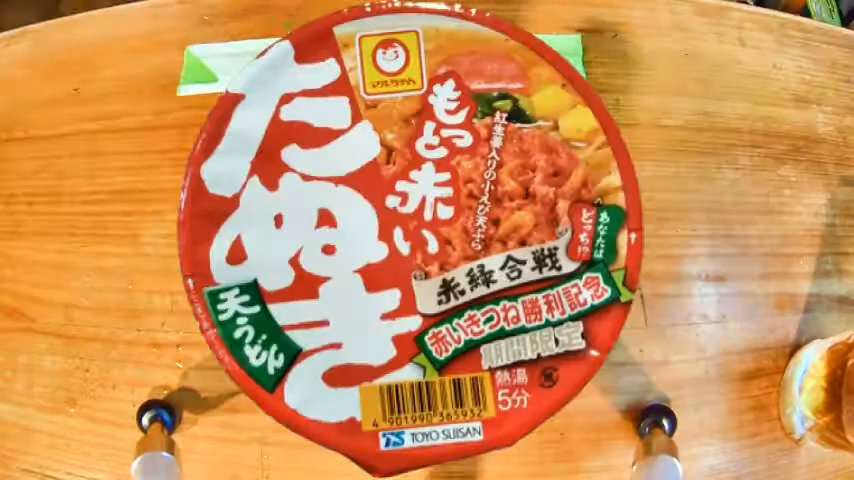 マルちゃん
もっと赤い
たぬき
天うどん
紅生姜入りの小えび天ぷら
あなたは
どっち!?
赤緑合戦
赤いきつね勝利記念
期間限定
熱湯
5分
4 901990 365932
TS TOYO SUISAN